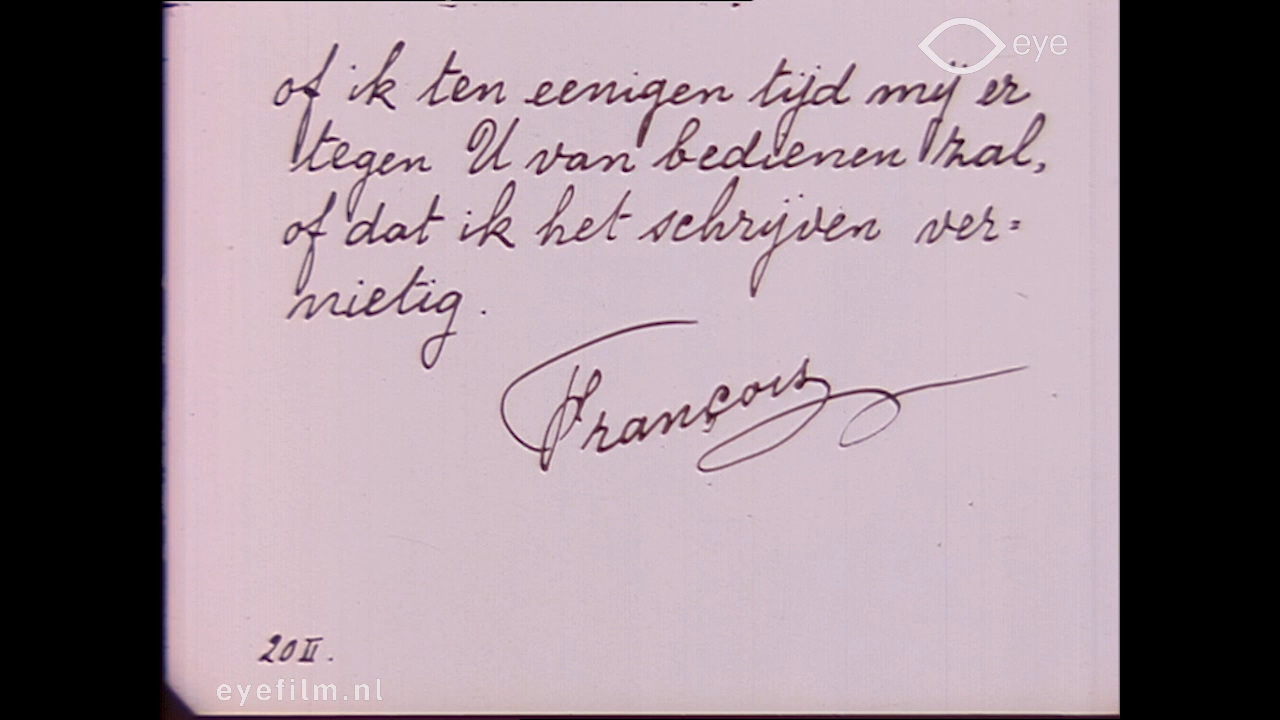 eye
of ik ten eenigen tijd mij er
tegen U van bedienen zal,
of dat ik het schrijven ver=
nietig.
François
20 II.
eyefilm.nl